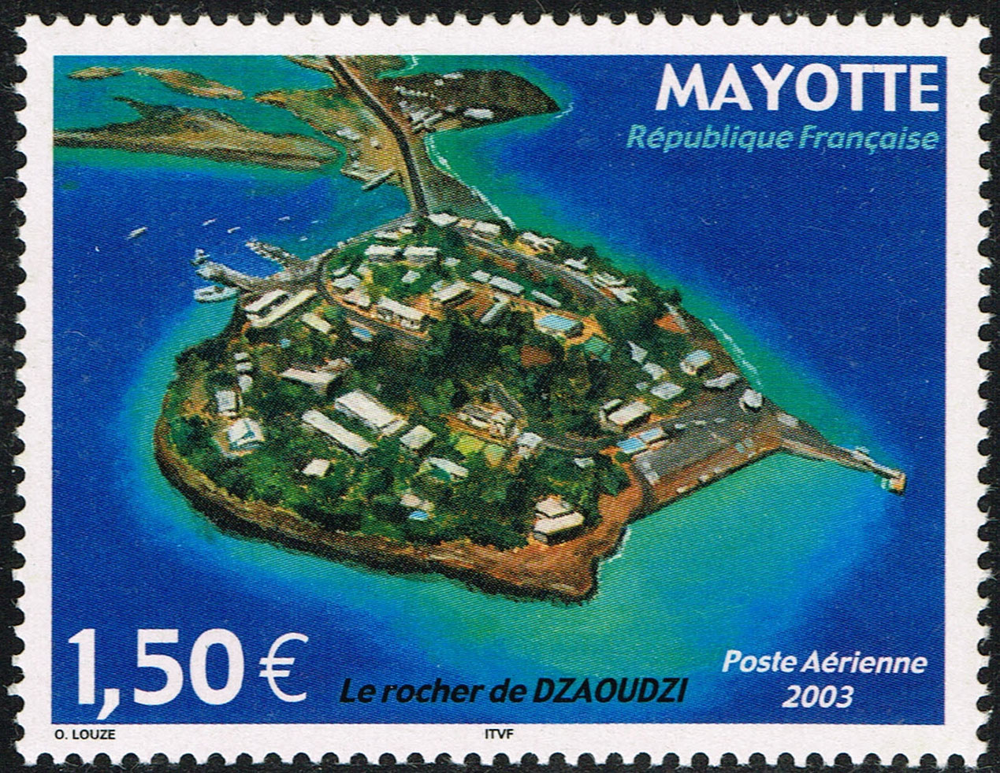 MAYOTTE
République Française
1,50 €
Le rocher de DZAOUDZI
Poste Aérienne
2003
O. LOUZE
ITVF